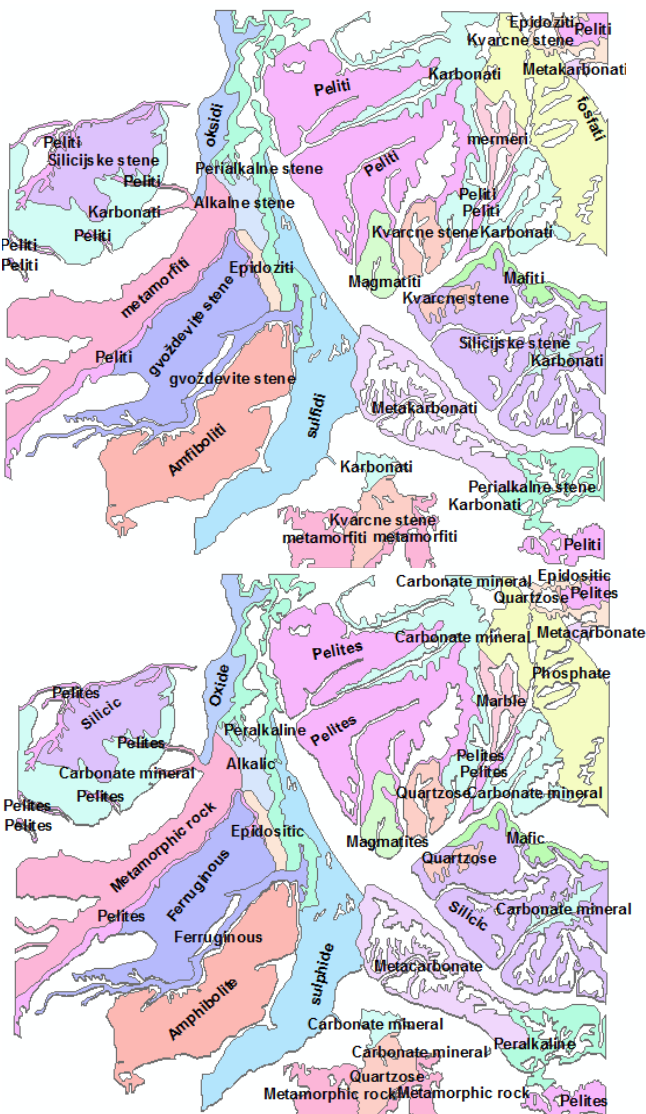 Epidoziti
Peliti
Kvarcne stene
Karbonati
Metakarbonati
Peliti
fosfati
oksidi
mermeri
Peliti
Silicijske stene
Peliti
Perialkalne stene
Peliti
Peliti
Karbonati
Alkalne stene
Peliti
Peliti
Kvarcne stene
Karbonati
Peliti
Peliti
Epidoziti
Magmatiti
Mafiti
metamorfiti
Kvarcne stene
gvoždevite stene
Silicijske stene
Karbonati
Peliti
gvoždevite stene
Metakarbonati
sulfidi
Amfiboliti
Karbonati
Perialkalne stene
Karbonati
Kvarcne stene
metamorfiti
metamorfiti
Peliti
Carbonate mineral
Epidositic
Quartzose
Pelites
Carbonate mineral
Metacarbonate
Pelites
Phosphate
Oxide
Marble
Pelites
Silicic
Peralkaline
Pelites
Pelites
Carbonate mineral
Alkalic
Pelites
Pelites
Pelites
Quartzose
Carbonate mineral
Pelites
Pelites
Epidositic
Magmatites
Mafic
Metamorphic rock
Quartzose
Ferruginous
Pelites
Silicic
Carbonate mineral
Ferruginous
Metacarbonate
sulphide
Amphibolite
Carbonate mineral
Peralkaline
Carbonate mineral
Quartzose
Metamorphic rock
Metamorphic rock
Pelites